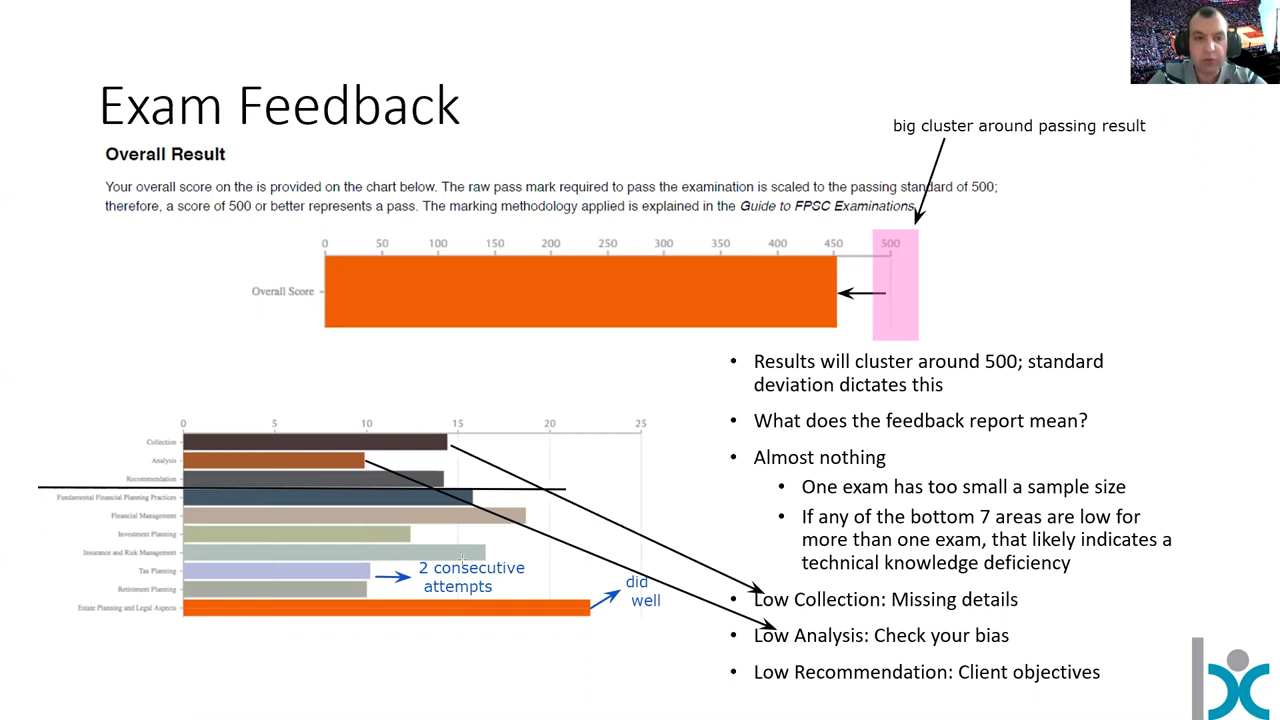 Exam Feedback
big cluster around passing result
Overall Result
Your overall score on the is provided on the chart below. The raw pass mark required to pass the examination is scaled to the passing standard of 500;
therefore, a score of 500 or better represents a pass. The marking methodology applied is explained in the Guide to FPSC Examinations.
0 50 100 150 200 250 300 350 400 450 500
Overall Score
• Results will cluster around 500; standard
deviation dictates this
• What does the feedback report mean?
• Almost nothing
• One exam has too small a sample size
• If any of the bottom 7 areas are low for
more than one exam, that likely indicates a
technical knowledge deficiency
• Low Collection: Missing details
• Low Analysis: Check your bias
• Low Recommendation: Client objectives
0 5 10 15 20 25
Collection
Analysis
Recommendation
Fundamental Financial Planning Practices
Financial Management
Investment Planning
Insurance and Risk Management
Tax Planning
Retirement Planning
Estate Planning and Legal Aspects
2 consecutive
attempts
did
well